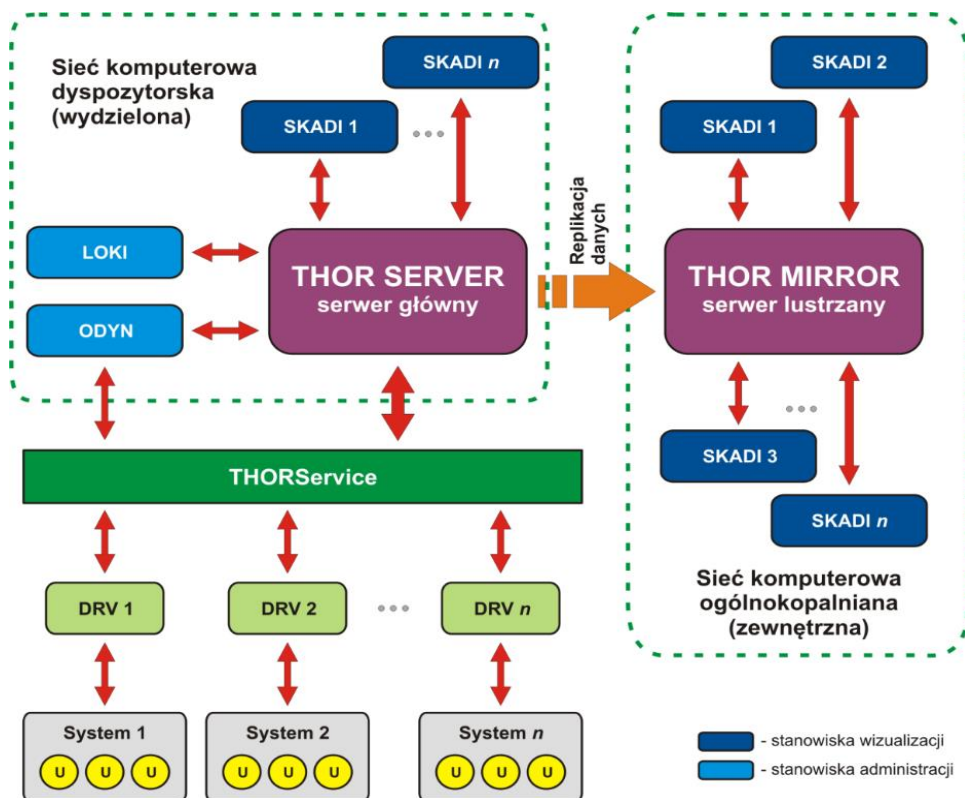 Sieć komputerowa
dyspozytorska
(wydzielona)
SKADI n
SKADI 1
LOKI
ODYN
THOR SERVER
serwer główny
Replikacja
danych
SKADI 2
SKADI 1
THOR MIRROR
serwer lustrzany
SKADI 3
SKADI n
Sieć komputerowa
ogólnokopalniana
(zewnętrzna)
THORService
DRV 1
DRV 2
DRV n
System 1
U U U
System 2
U U U
System n
U U U
- stanowiska wizualizacji
- stanowiska administracji